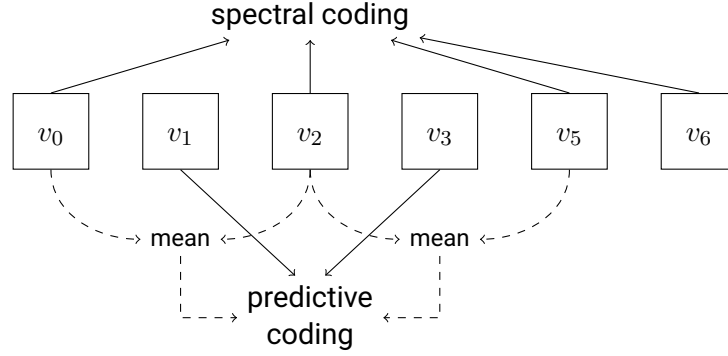 spectral coding
v0 v1 v2 v3 v5 v6
mean mean
predictive
coding